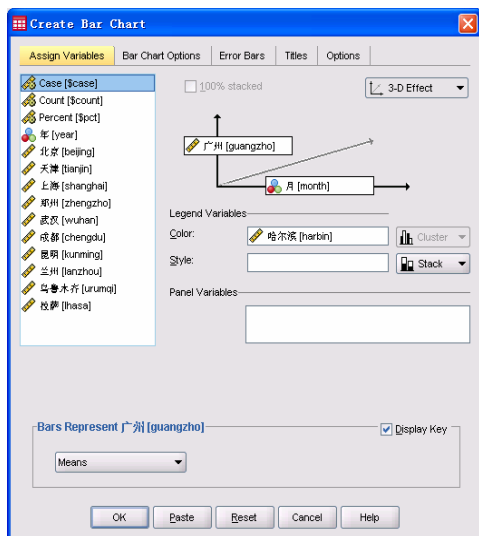 Create Bar Chart
Assign Variables
Bar Chart Options
Error Bars
Titles
Options
Case [$case]
Count [$count]
Percent [$pct]
年 [year]
北京 [beijing]
天津 [tianjin]
上海 [shanghai]
郑州 [zhengzho]
武汉 [wuhan]
成都 [chengdu]
昆明 [kunming]
兰州 [lanzhou]
乌鲁木齐 [urumqi]
拉萨 [lhasa]
100% stacked
3-D Effect
广州 [guangzho]
月 [month]
Legend Variables
Color:
哈尔滨 [harbin]
Cluster
Style:
Stack
Panel Variables
Bars Represent 广州 [guangzho]
Display Key
Means
OK
Paste
Reset
Cancel
Help